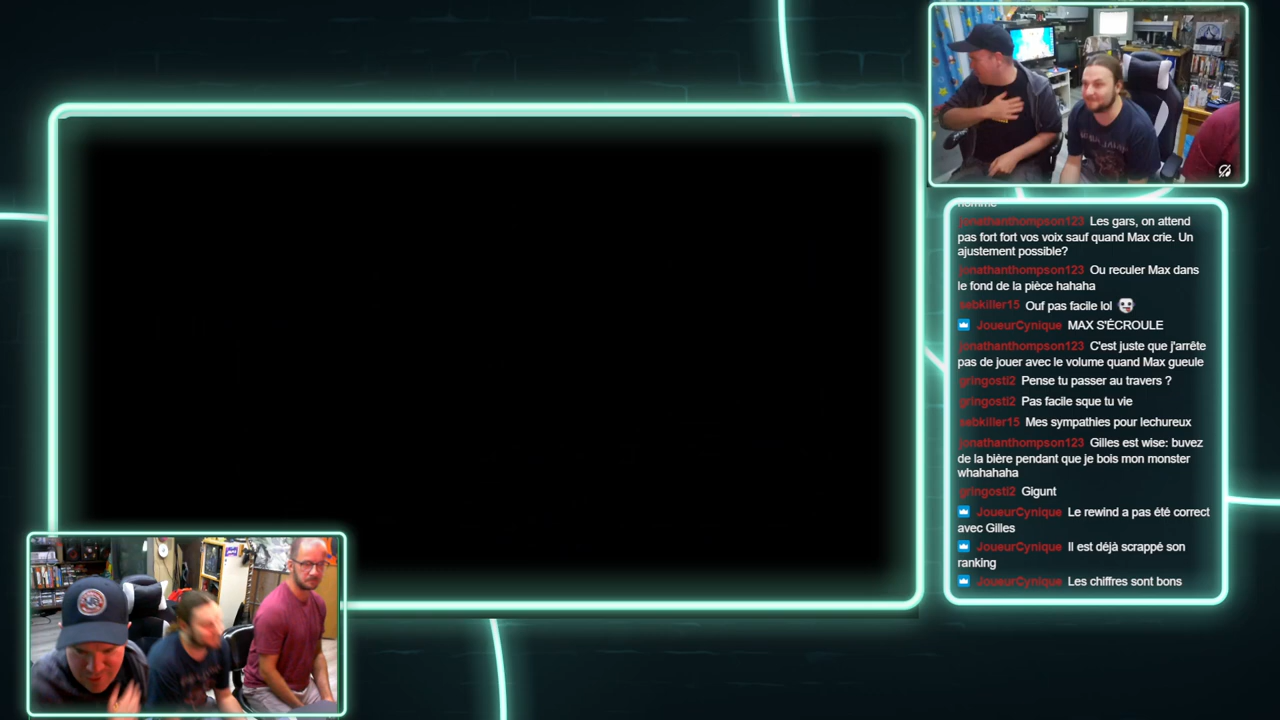 jonathanthompson123 Les gars, on attend
pas fort fort vos voix sauf quand Max crie. Un
ajustement possible?
jonathanthompson123 Ou reculer Max dans
le fond de la pièce hahaha
sebkiller15 Ouf pas facile lol
JoueurCynique MAX S'ÉCROULE
jonathanthompson123 C'est juste que j'arrête
pas de jouer avec le volume quand Max gueule
gringosti2 Pense tu passer au travers ?
gringosti2 Pas facile sque tu vie
sebkiller15 Mes sympathies pour lechureux
jonathanthompson123 Gilles est wise: buvez
de la bière pendant que je bois mon monster
whahahaha
gringosti2 Gigunt
JoueurCynique Le rewind a pas été correct
avec Gilles
JoueurCynique Il est déjà scrappé son
ranking
JoueurCynique Les chiffres sont bons